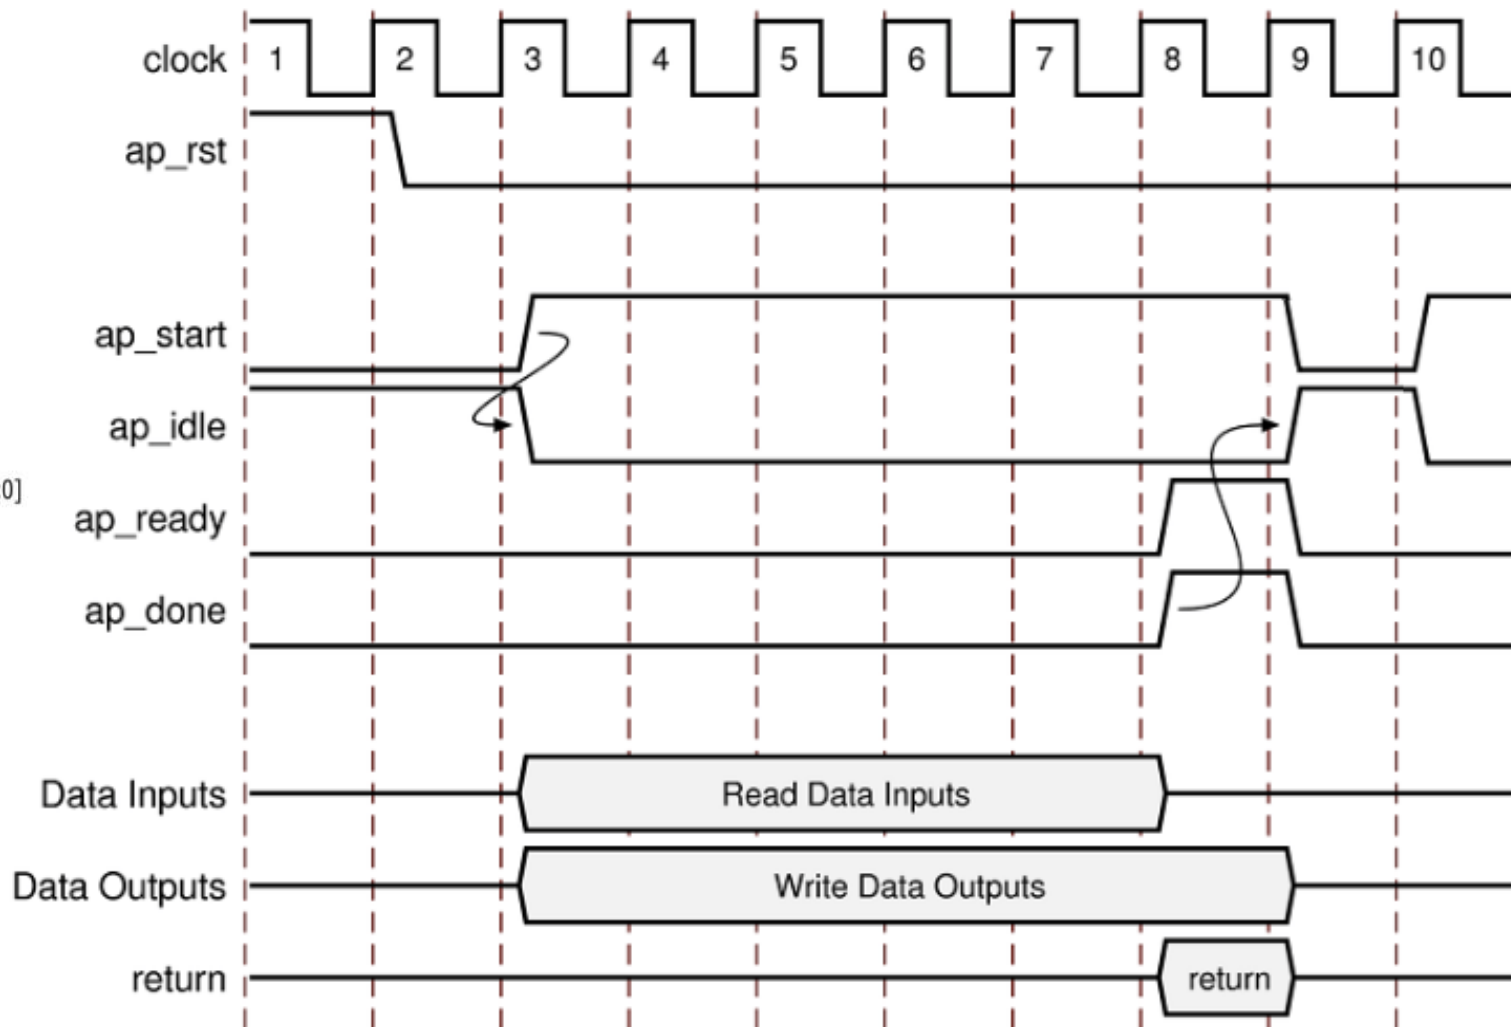 clock 1 2 3 4 5 6 7 8 9 10
ap_rst
ap_start
ap_idle
0]
ap_ready
ap_done
Data Inputs Read Data Inputs
Data Outputs Write Data Outputs
return return